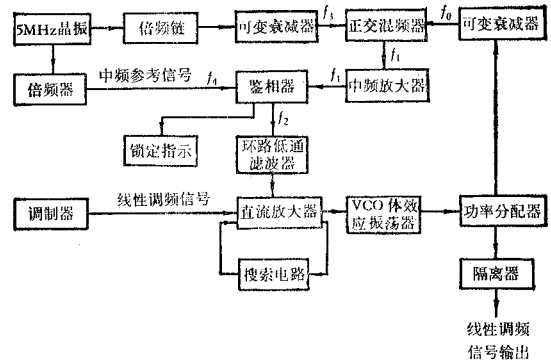 5MHz晶振
倍频链
可变衰减器
f3
正交混频器
f0
可变衰减器
f1
倍频器
中频参考信号
f4
鉴相器
f1
中频放大器
f2
锁定指示
环路低通
滤波器
调制器
线性调频信号
直流放大器
VCO体效
应振荡器
功率分配器
搜索电路
隔离器
线性调频
信号输出